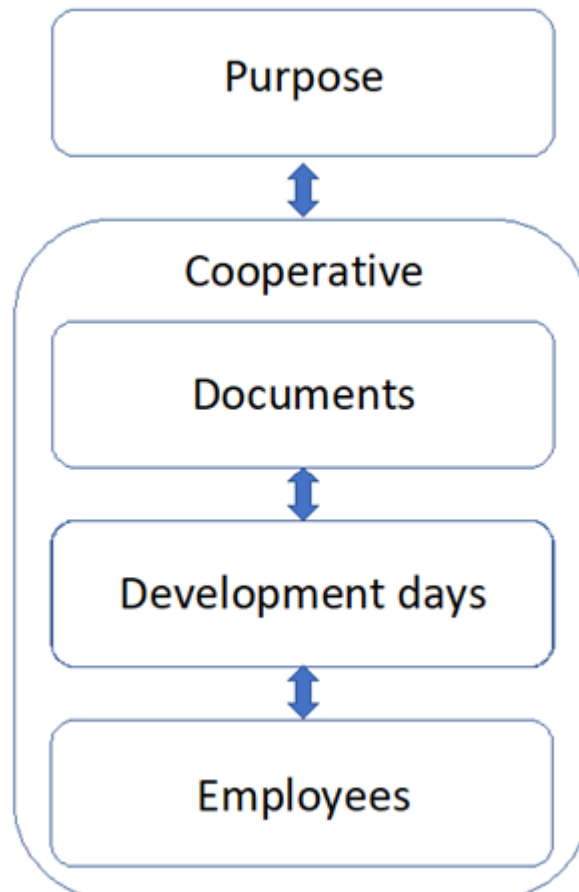 Purpose
Cooperative
Documents
Development days
Employees